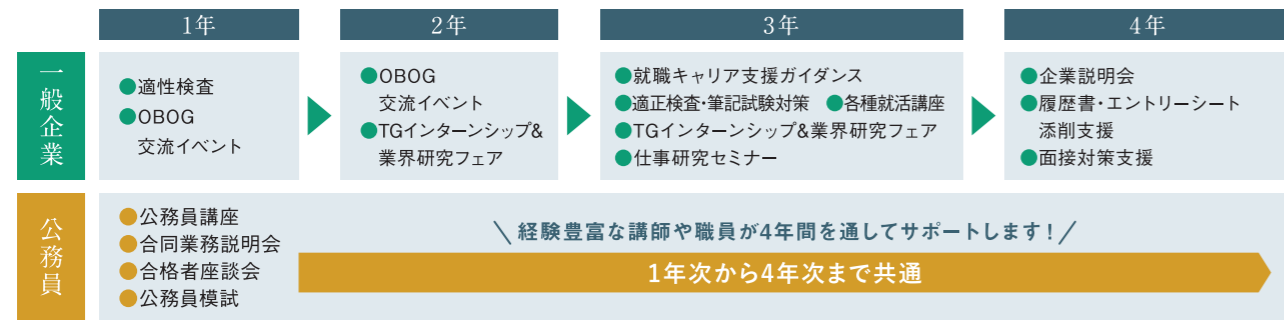 1年
2年
3年
4年
一般企業
●適性検査
●OBOG
交流イベント
●OBOG
交流イベント
●TGインターンシップ&
業界研究フェア
●就職キャリア支援ガイダンス
●適正検査・筆記試験対策 ●各種就活講座
●TGインターンシップ&業界研究フェア
●仕事研究セミナー
●企業説明会
●履歴書・エントリーシート
添削支援
●面接対策支援
公務員
●公務員講座
●合同業務説明会
●合格者座談会
●公務員模試
\経験豊富な講師や職員が4年間を通してサポートします!/
1年次から4年次まで共通